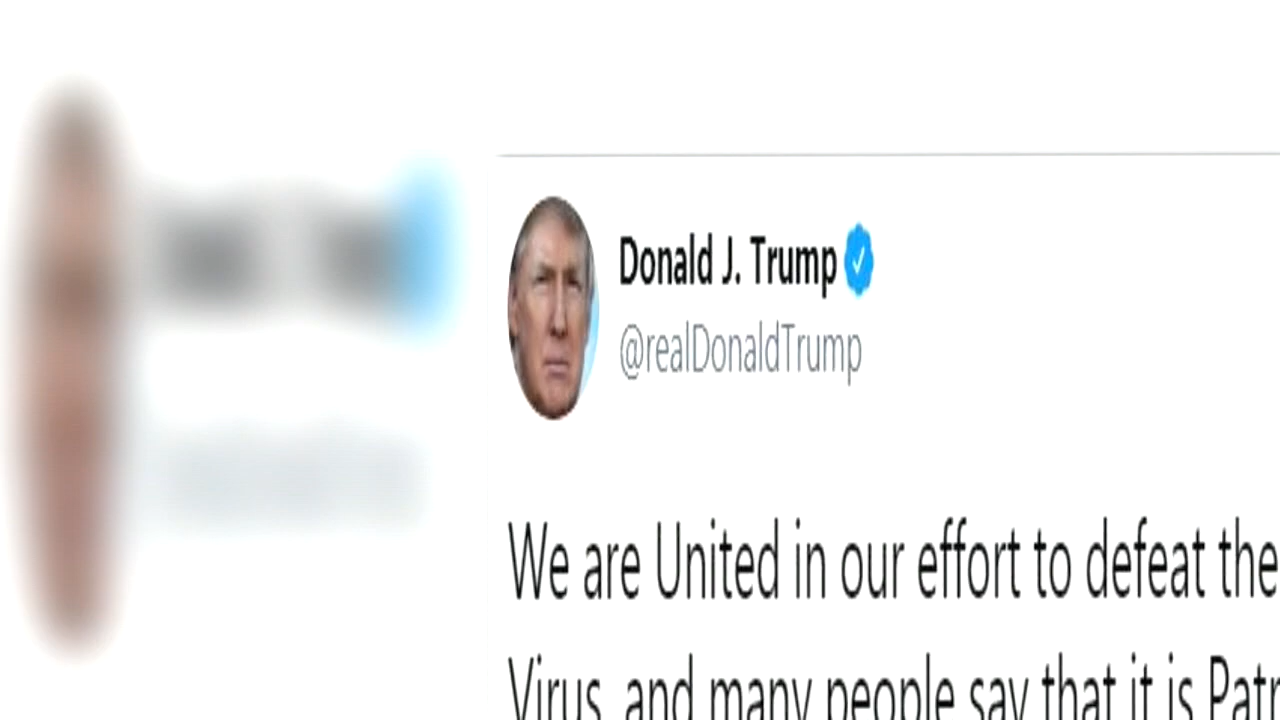 Donald J. Trump
@realDonaldTrump
We are United in our effort to defeat the
Virus, and many people say that it is Patr